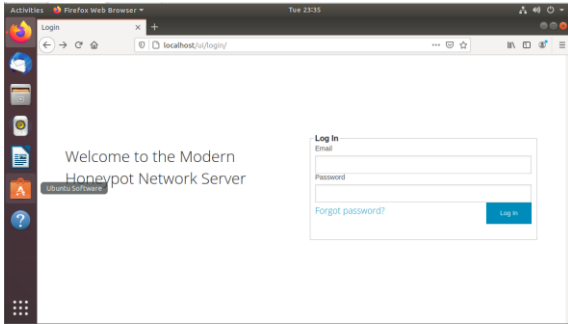 Activities
Firefox Web Browser
Tue 23:35
Login
localhost/ui/login/
Welcome to the Modern
Honeypot Network Server
Ubuntu Software
Log In
Email
Password
Forgot password?
Log In